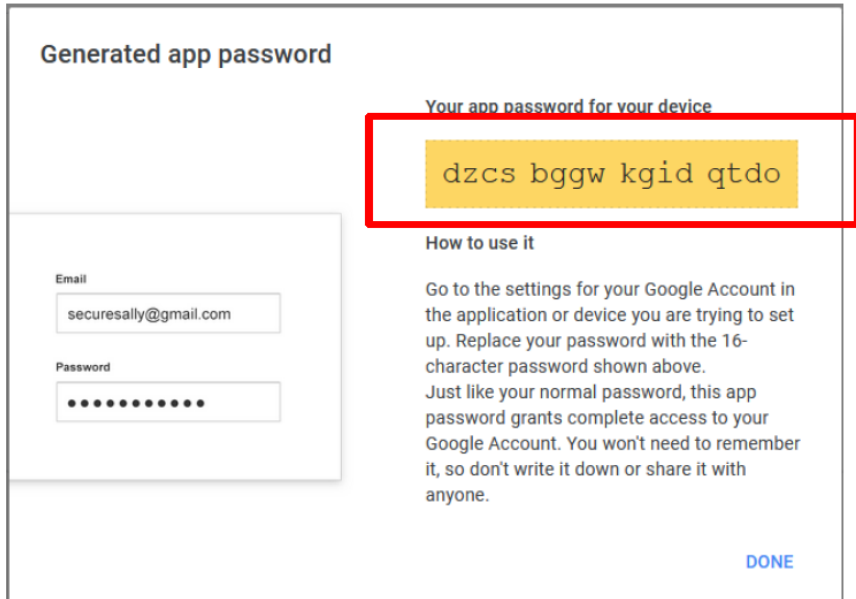 Generated app password
Your app password for your device
dzcs bggw kgid qtdo
How to use it
Email
securesally@gmail.com
Password
Go to the settings for your Google Account in
the application or device you are trying to set
up. Replace your password with the 16-
character password shown above.
Just like your normal password, this app
password grants complete access to your
Google Account. You won't need to remember
it, so don't write it down or share it with
anyone.
DONE